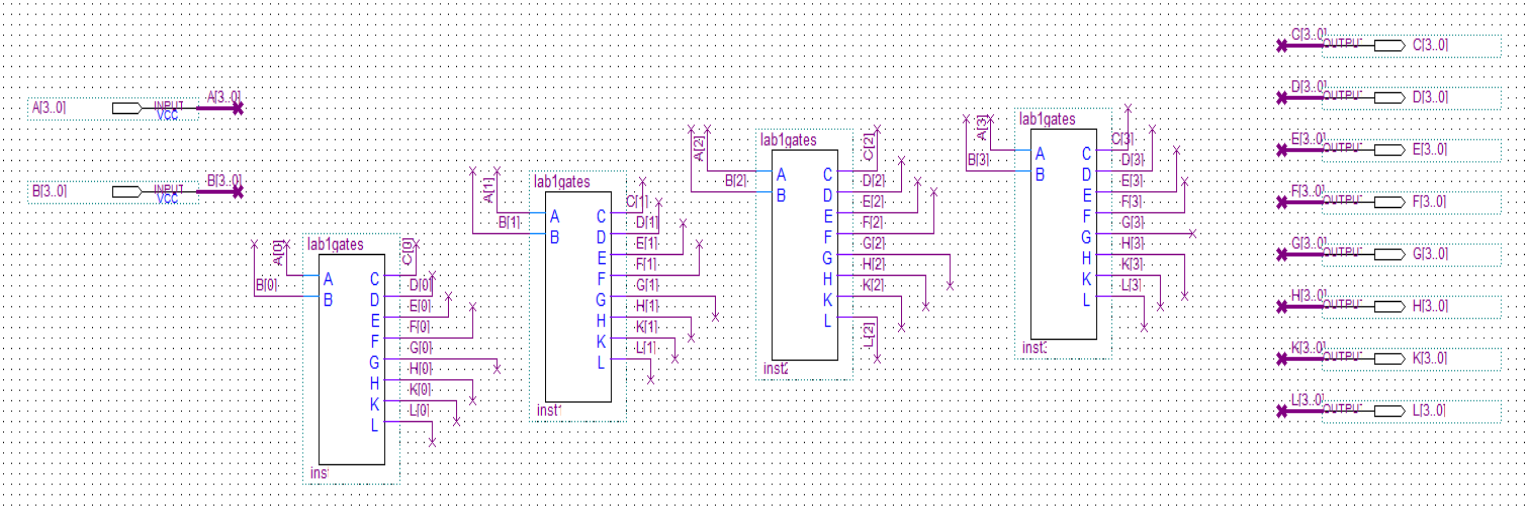 A[3..0] INPUT VCC A[3..0]
B[3..0] INPUT VCC B[3..0]
lab1gates
A[0]
B[0]
A
B
C C[0]
D D[0]
E E[0]
F F[0]
G G[0]
H H[0]
K K[0]
L L[0]
lab1gates
A[1]
B[1]
A
B
C C[1]
D D[1]
E E[1]
F F[1]
G G[1]
H H[1]
K K[1]
L L[1]
inst1
lab1gates
A[2]
B[2]
A
B
C C[2]
D D[2]
E E[2]
F F[2]
G G[2]
H H[2]
K K[2]
L L[2]
inst2
lab1gates
A[3]
B[3]
A
B
C C[3]
D D[3]
E E[3]
F F[3]
G G[3]
H H[3]
K K[3]
L L[3]
inst3
C[3..0] OUTPUT C[3..0]
D[3..0] OUTPUT D[3..0]
E[3..0] OUTPUT E[3..0]
F[3..0] OUTPUT F[3..0]
G[3..0] OUTPUT G[3..0]
H[3..0] OUTPUT H[3..0]
K[3..0] OUTPUT K[3..0]
L[3..0] OUTPUT L[3..0]